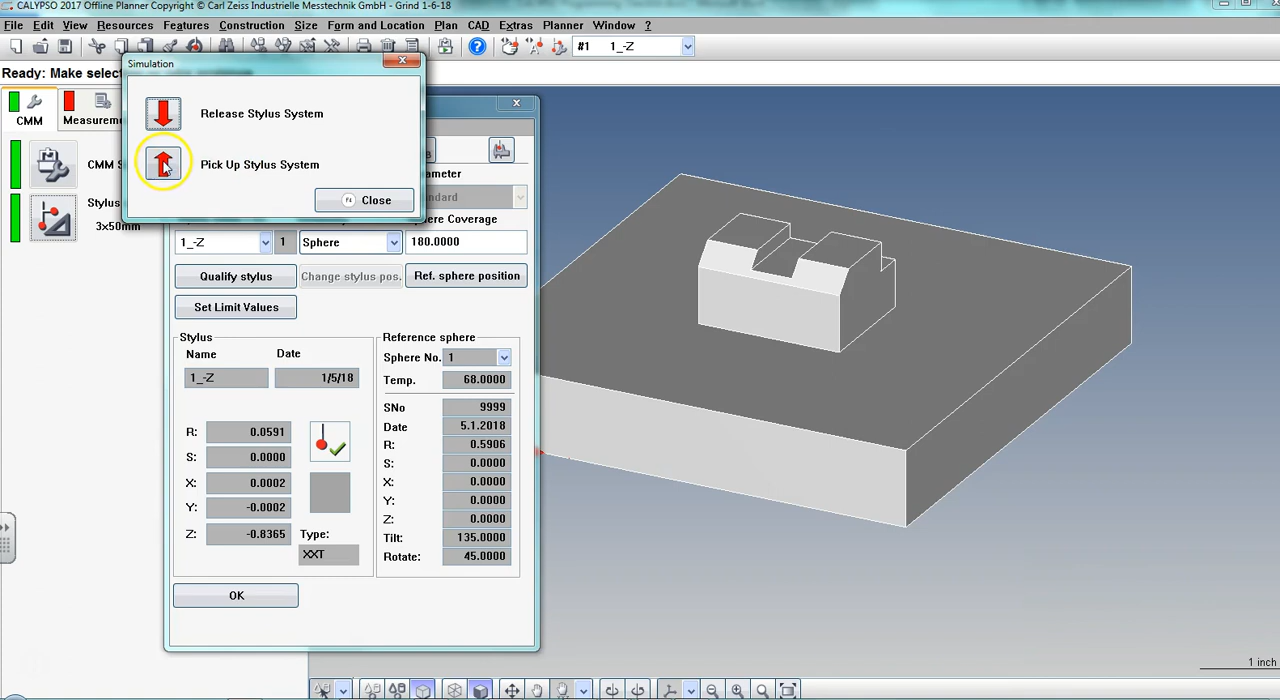 CALYPSO 2017 Offline Planner Copyright © Carl Zeiss Industrielle Messtechnik GmbH - Grind 1-6-18
File Edit View Resources Features Construction Size Form and Location Plan CAD Extras Planner Window ?
#1 1_-Z
Ready: Make selec
Simulation
Release Stylus System
Pick Up Stylus System
F4 Close
CMM
Measurem
CMM S
Stylus
3x50mm
arameter
ndard
phere Coverage
1_-Z 1 Sphere 180.0000
Qualify stylus Change stylus pos. Ref. sphere position
Set Limit Values
Stylus Reference sphere
Name Date Sphere No. 1
1_-Z 1/5/18 Temp. 68.0000
SNo 9999
Date 5.1.2018
R: 0.0591 R: 0.5906
S: 0.0000 S: 0.0000
X: 0.0002 X: 0.0000
Y: -0.0002 Y: 0.0000
Z: -0.8365 Type: Z: 0.0000
XXT Tilt: 135.0000
Rotate: 45.0000
OK
1 inch